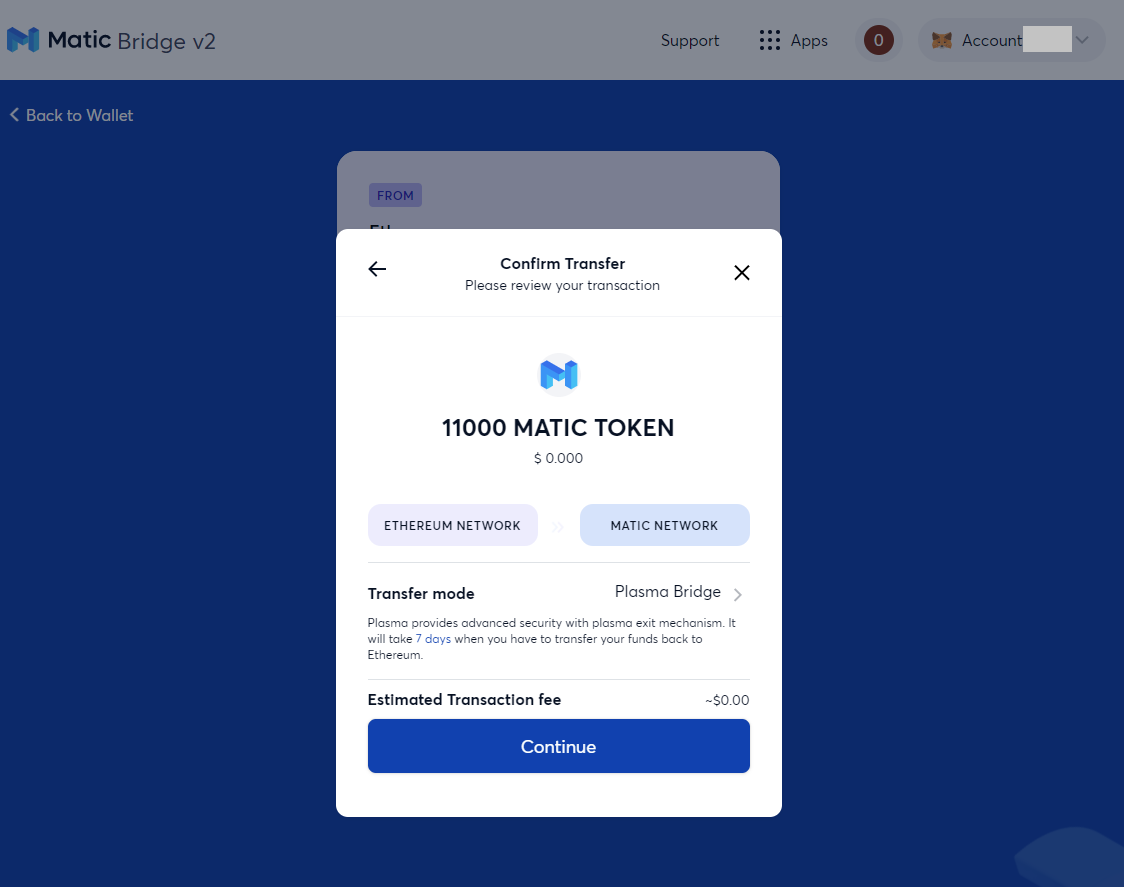 Matic Bridge v2
Support
Apps
0
Account
Back to Wallet
FROM
Confirm Transfer
Please review your transaction
11000 MATIC TOKEN
$ 0.000
ETHEREUM NETWORK
MATIC NETWORK
Transfer mode
Plasma Bridge
Plasma provides advanced security with plasma exit mechanism. It
will take 7 days when you have to transfer your funds back to
Ethereum.
Estimated Transaction fee
~$0.00
Continue